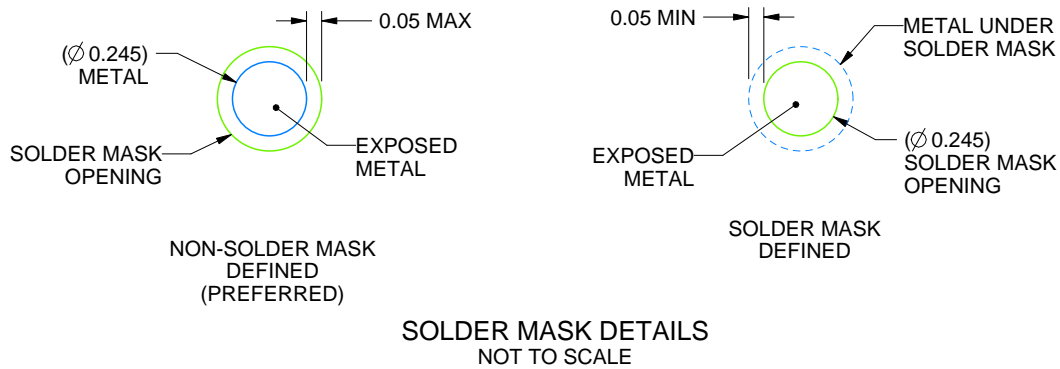 0.05 MAX
(∅ 0.245)
METAL
SOLDER MASK
OPENING
EXPOSED
METAL
NON-SOLDER MASK
DEFINED
(PREFERRED)
0.05 MIN
METAL UNDER
SOLDER MASK
EXPOSED
METAL
(∅ 0.245)
SOLDER MASK
OPENING
SOLDER MASK
DEFINED
SOLDER MASK DETAILS
NOT TO SCALE